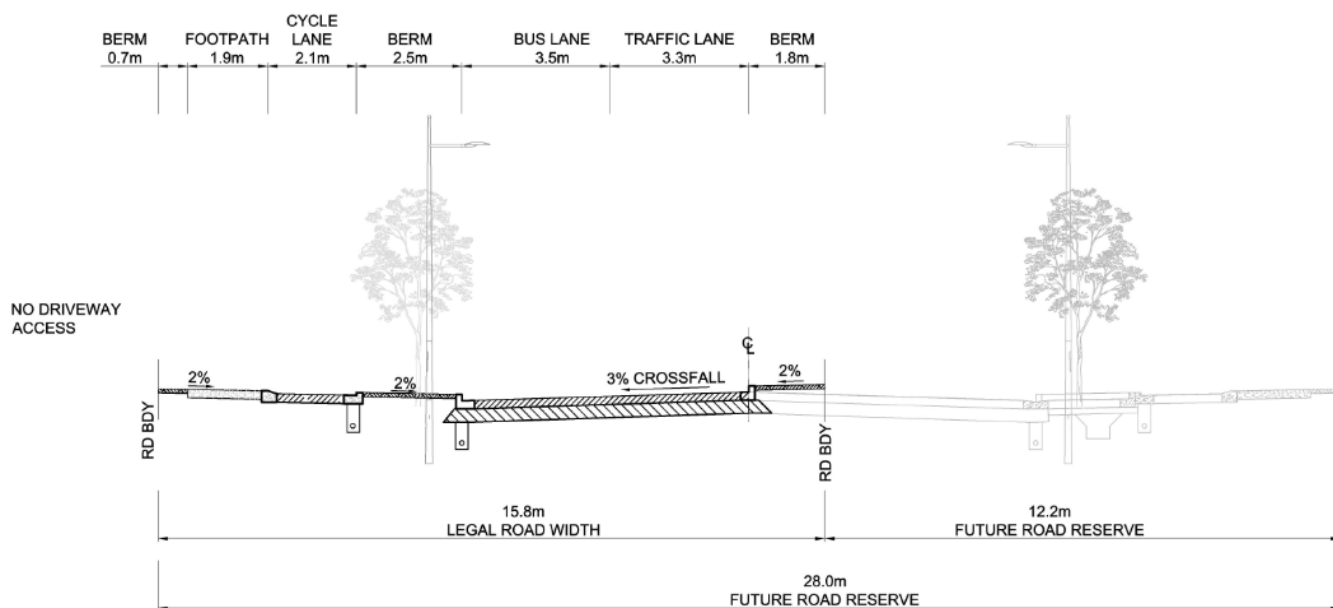 CYCLE
BERM FOOTPATH LANE BERM BUS LANE TRAFFIC LANE BERM
0.7m 1.9m 2.1m 2.5m 3.5m 3.3m 1.8m
NO DRIVEWAY
ACCESS
2% 2% 3% CROSSFALL ℄ 2%
RD BDY RD BDY
15.8m 12.2m
LEGAL ROAD WIDTH FUTURE ROAD RESERVE
28.0m
FUTURE ROAD RESERVE